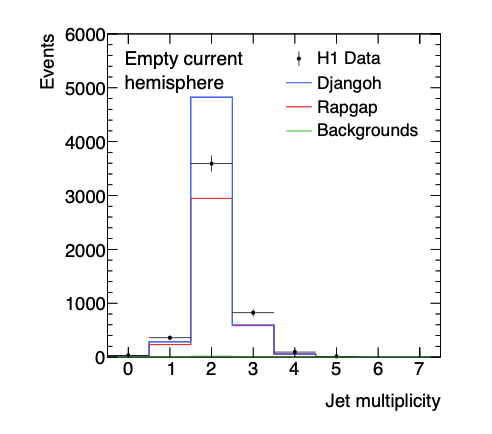 Events
6000
5000
4000
3000
2000
1000
0
Empty current
hemisphere
H1 Data
Djangoh
Rapgap
Backgrounds
0 1 2 3 4 5 6 7
Jet multiplicity